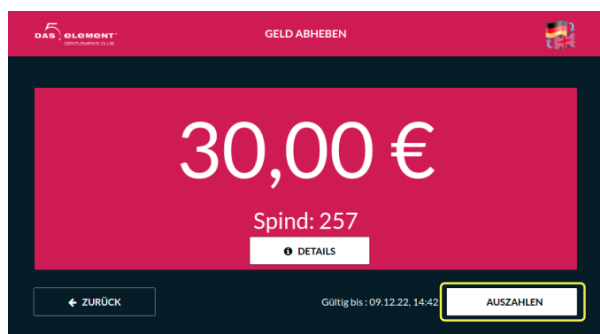 DAS 5. ELEMENT
GENTLEMEN'S CLUB
GELD ABHEBEN
30,00 €
Spind: 257
DETAILS
ZURÜCK
Gültig bis : 09.12.22, 14:42
AUSZAHLEN